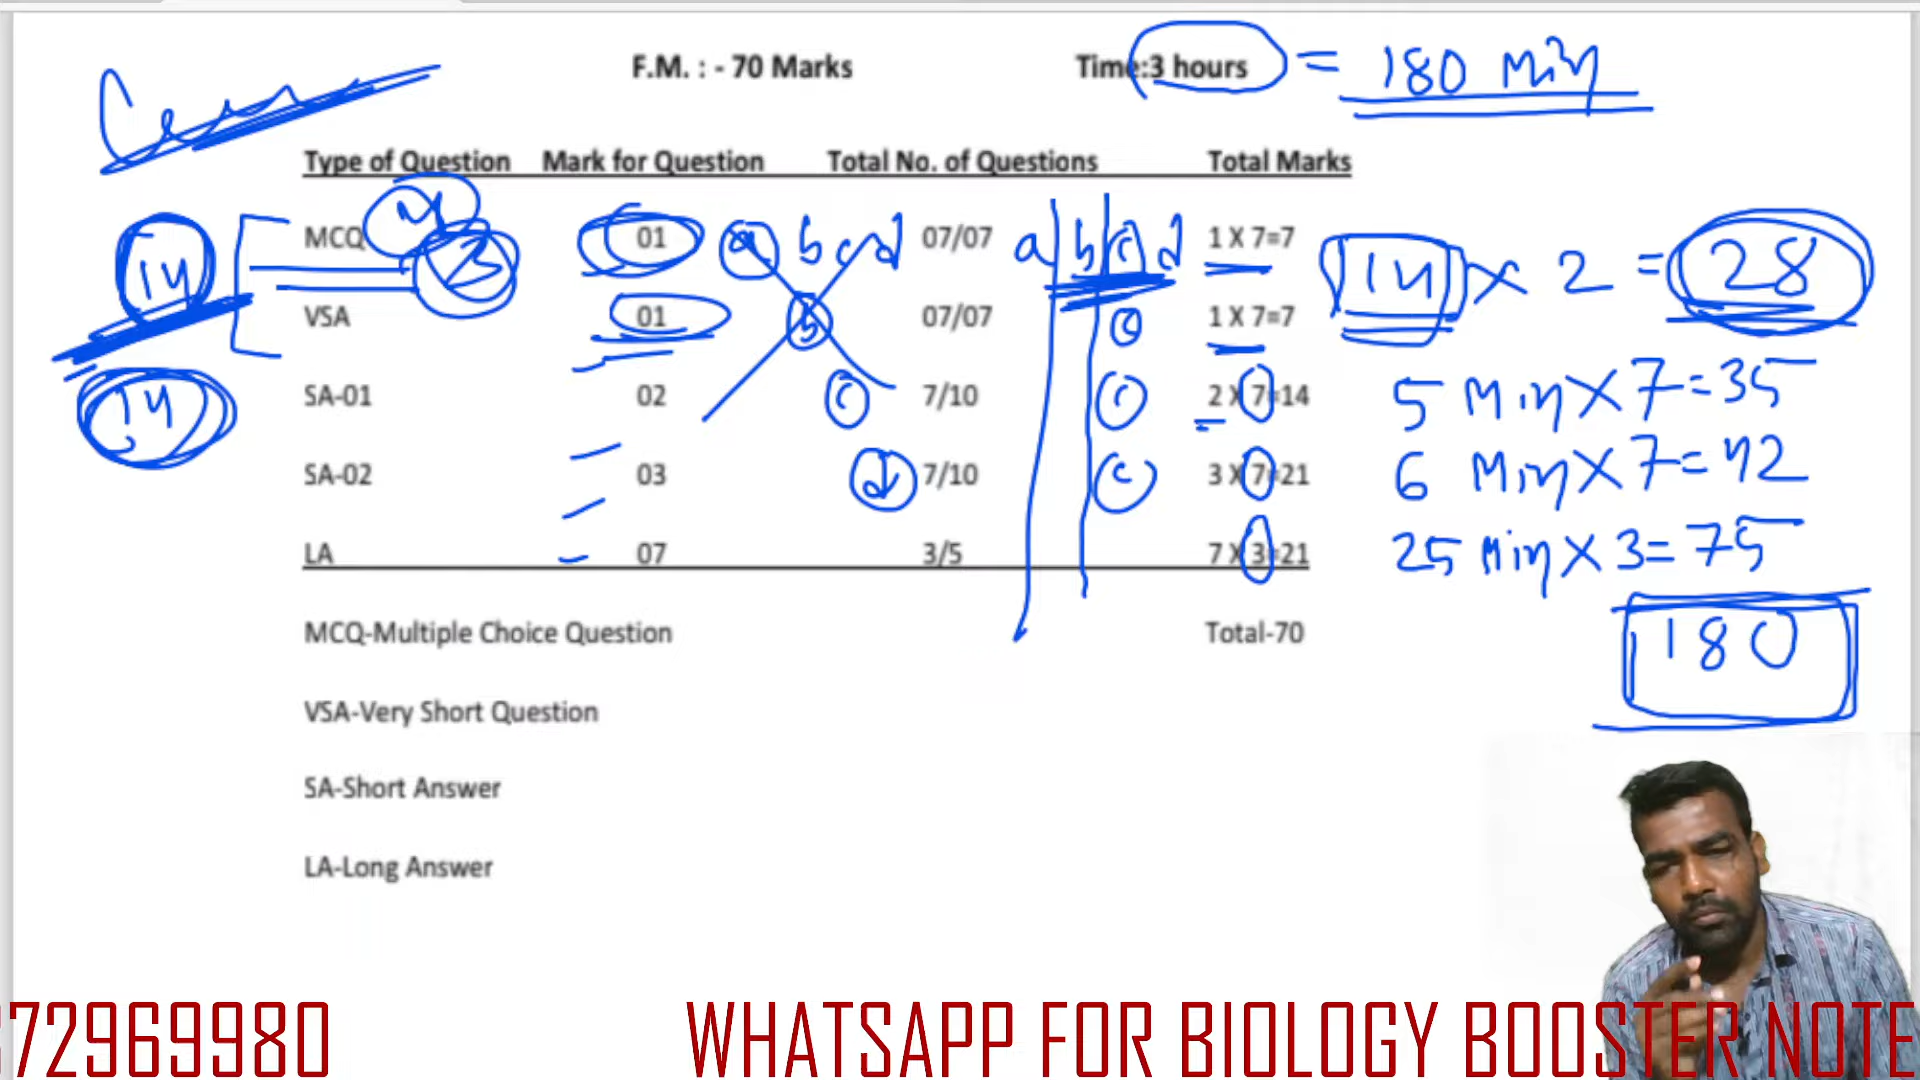 F.M. : - 70 Marks Time:3 hours = 180 Min
Type of Question Mark for Question Total No. of Questions Total Marks
MCQ 01 a b c d 07/07 a b c d 1 X 7=7 14 × 2 = 28
14 3
VSA 01 b 07/07 c 1 X 7=7
14 SA-01 02 c 7/10 c 2 X 7=14 5 Min × 7 = 35
SA-02 03 d 7/10 c 3 X 7=21 6 Min × 7 = 42
LA 07 3/5 7 X 3=21 25 Min × 3 = 75
MCQ-Multiple Choice Question Total-70 180
VSA-Very Short Question
SA-Short Answer
LA-Long Answer
72969980 WHATSAPP FOR BIOLOGY BOOSTER NOTE